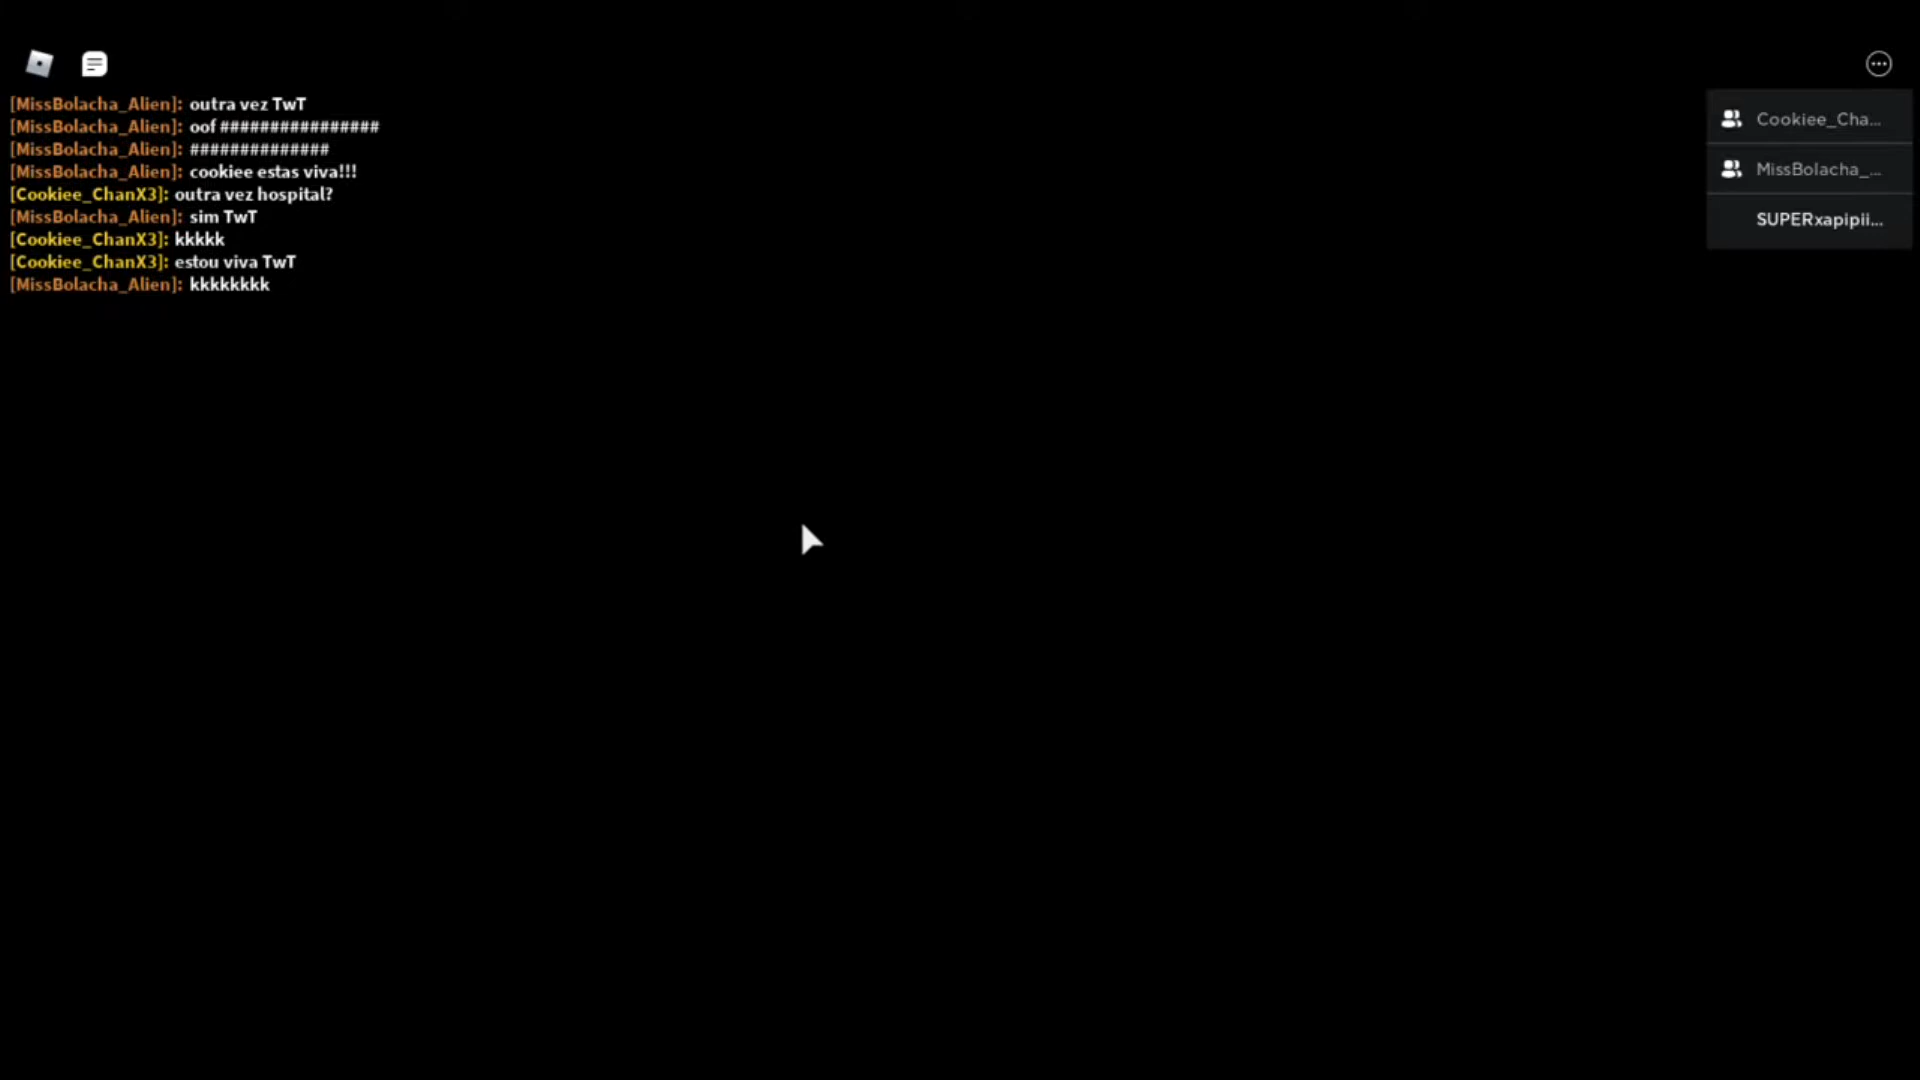 [MissBolacha_Alien]: outra vez TwT
[MissBolacha_Alien]: oof ################
[MissBolacha_Alien]: ##############
[MissBolacha_Alien]: cookiee estas viva!!!
[Cookiee_ChanX3]: outra vez hospital?
[MissBolacha_Alien]: sim TwT
[Cookiee_ChanX3]: kkkkk
[Cookiee_ChanX3]: estou viva TwT
[MissBolacha_Alien]: kkkkkkkk
Cookiee_Cha...
MissBolacha_...
SUPERxapipii...